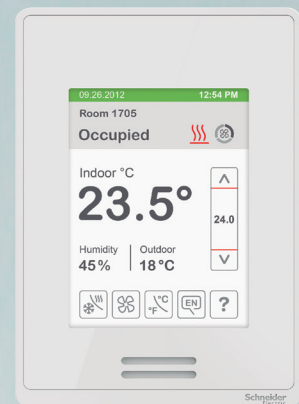 09.26.2012 12:54 PM
Room 1705
Occupied
Indoor °C
23.5°
24.0
Humidity Outdoor
45% 18°C
°C
°F
EN
?
Schneider
Electric